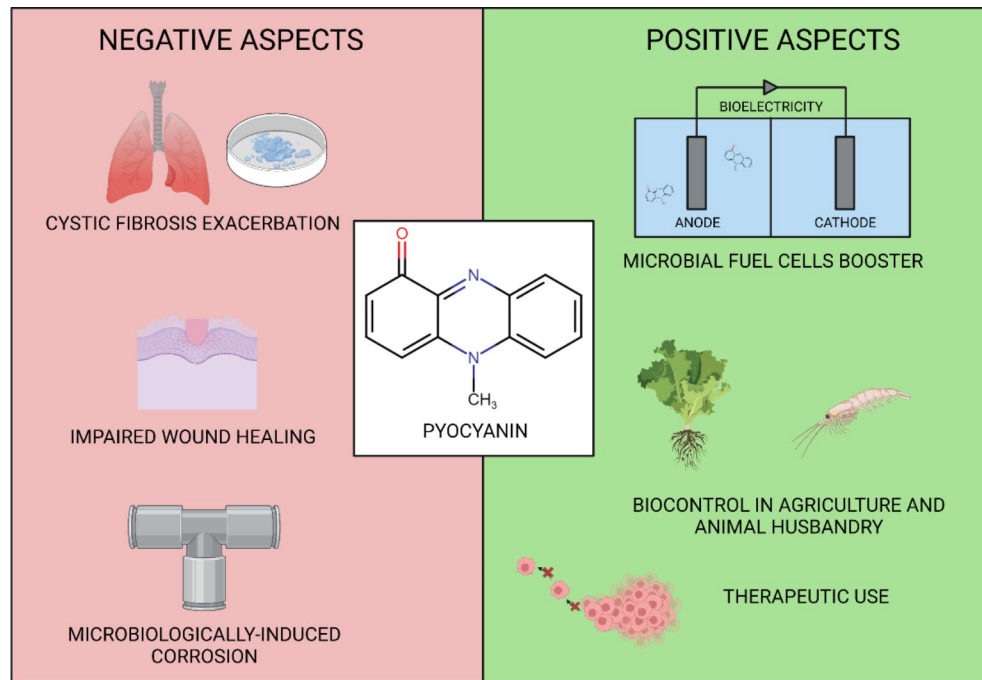 NEGATIVE ASPECTS
CYSTIC FIBROSIS EXACERBATION
IMPAIRED WOUND HEALING
MICROBIOLOGICALLY-INDUCED
CORROSION
O
N
N
CH3
PYOCYANIN
POSITIVE ASPECTS
BIOELECTRICITY
ANODE
CATHODE
MICROBIAL FUEL CELLS BOOSTER
BIOCONTROL IN AGRICULTURE AND
ANIMAL HUSBANDRY
THERAPEUTIC USE